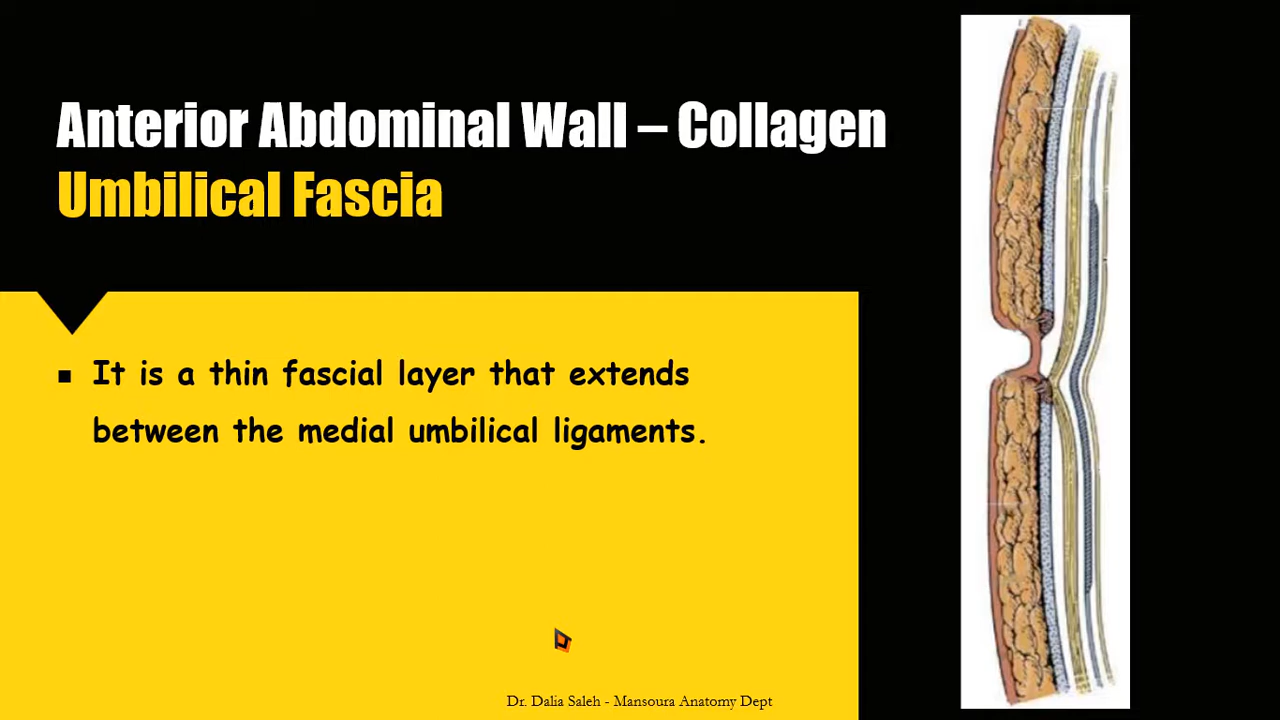 Anterior Abdominal Wall – Collagen
Umbilical Fascia
▪ It is a thin fascial layer that extends
between the medial umbilical ligaments.
Dr. Dalia Saleh - Mansoura Anatomy Dept